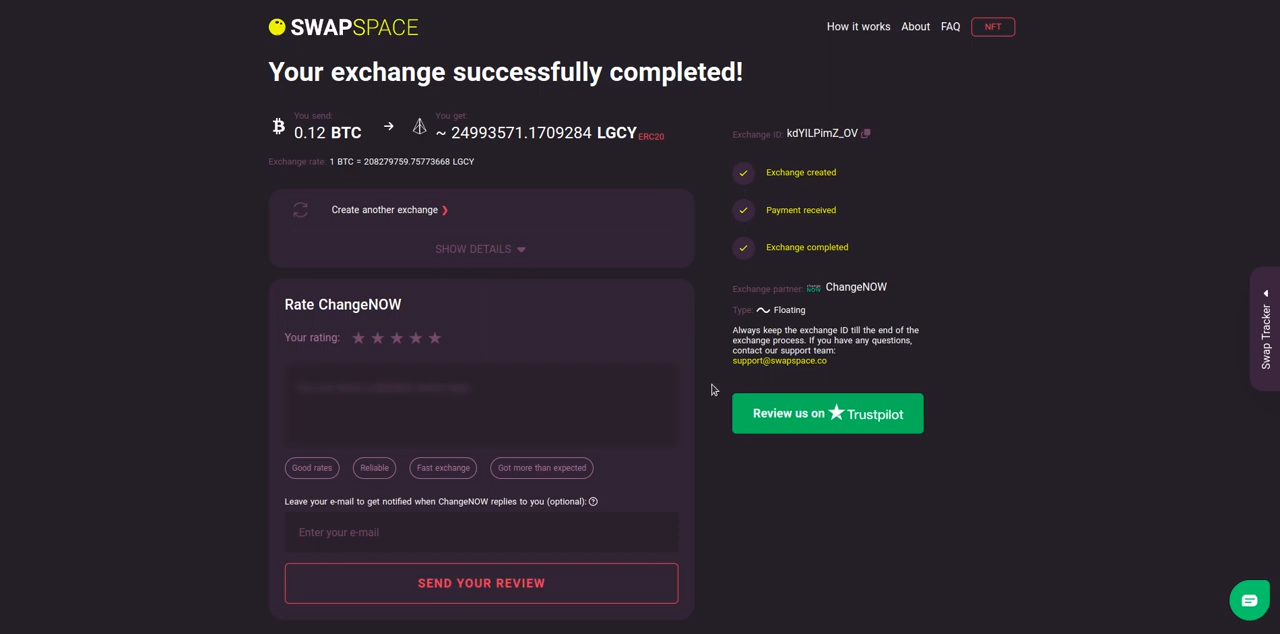 SWAPSPACE
How it works About FAQ NFT
Your exchange successfully completed!
You send:
0.12 BTC
You get:
~ 24993571.1709284 LGCY ERC20
Exchange rate: 1 BTC = 208279759.75773668 LGCY
Create another exchange ❯
SHOW DETAILS
Rate ChangeNOW
Your rating:
Good rates Reliable Fast exchange Got more than expected
Leave your e-mail to get notified when ChangeNOW replies to you (optional):
Enter your e-mail
SEND YOUR REVIEW
Exchange ID: kdYILPimZ_OV
Exchange created
Payment received
Exchange completed
Exchange partner: ChangeNOW
Type: Floating
Always keep the exchange ID till the end of the
exchange process. If you have any questions,
contact our support team:
support@swapspace.co
Review us on Trustpilot
Swap Tracker